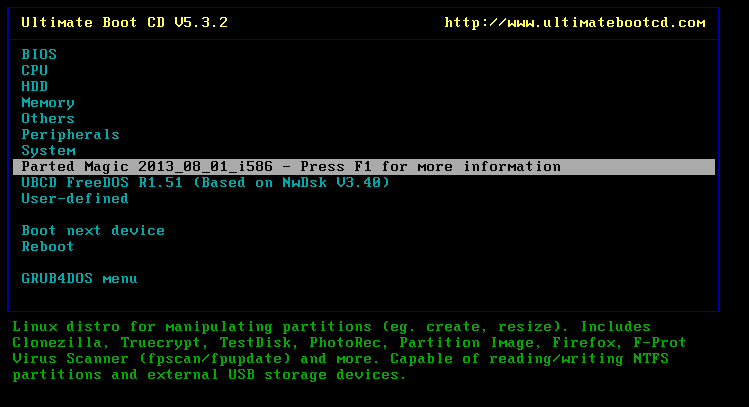 Ultimate Boot CD V5.3.2 http://www.ultimatebootcd.com
BIOS
CPU
HDD
Memory
Others
Peripherals
System
Parted Magic 2013_08_01_i586 - Press F1 for more information
UBCD FreeDOS R1.51 (Based on NwDsk V3.40)
User-defined
Boot next device
Reboot
GRUB4DOS menu
Linux distro for manipulating partitions (eg. create, resize). Includes
Clonezilla, Truecrypt, TestDisk, PhotoRec, Partition Image, Firefox, F-Prot
Virus Scanner (fpscan/fpupdate) and more. Capable of reading/writing NTFS
partitions and external USB storage devices.